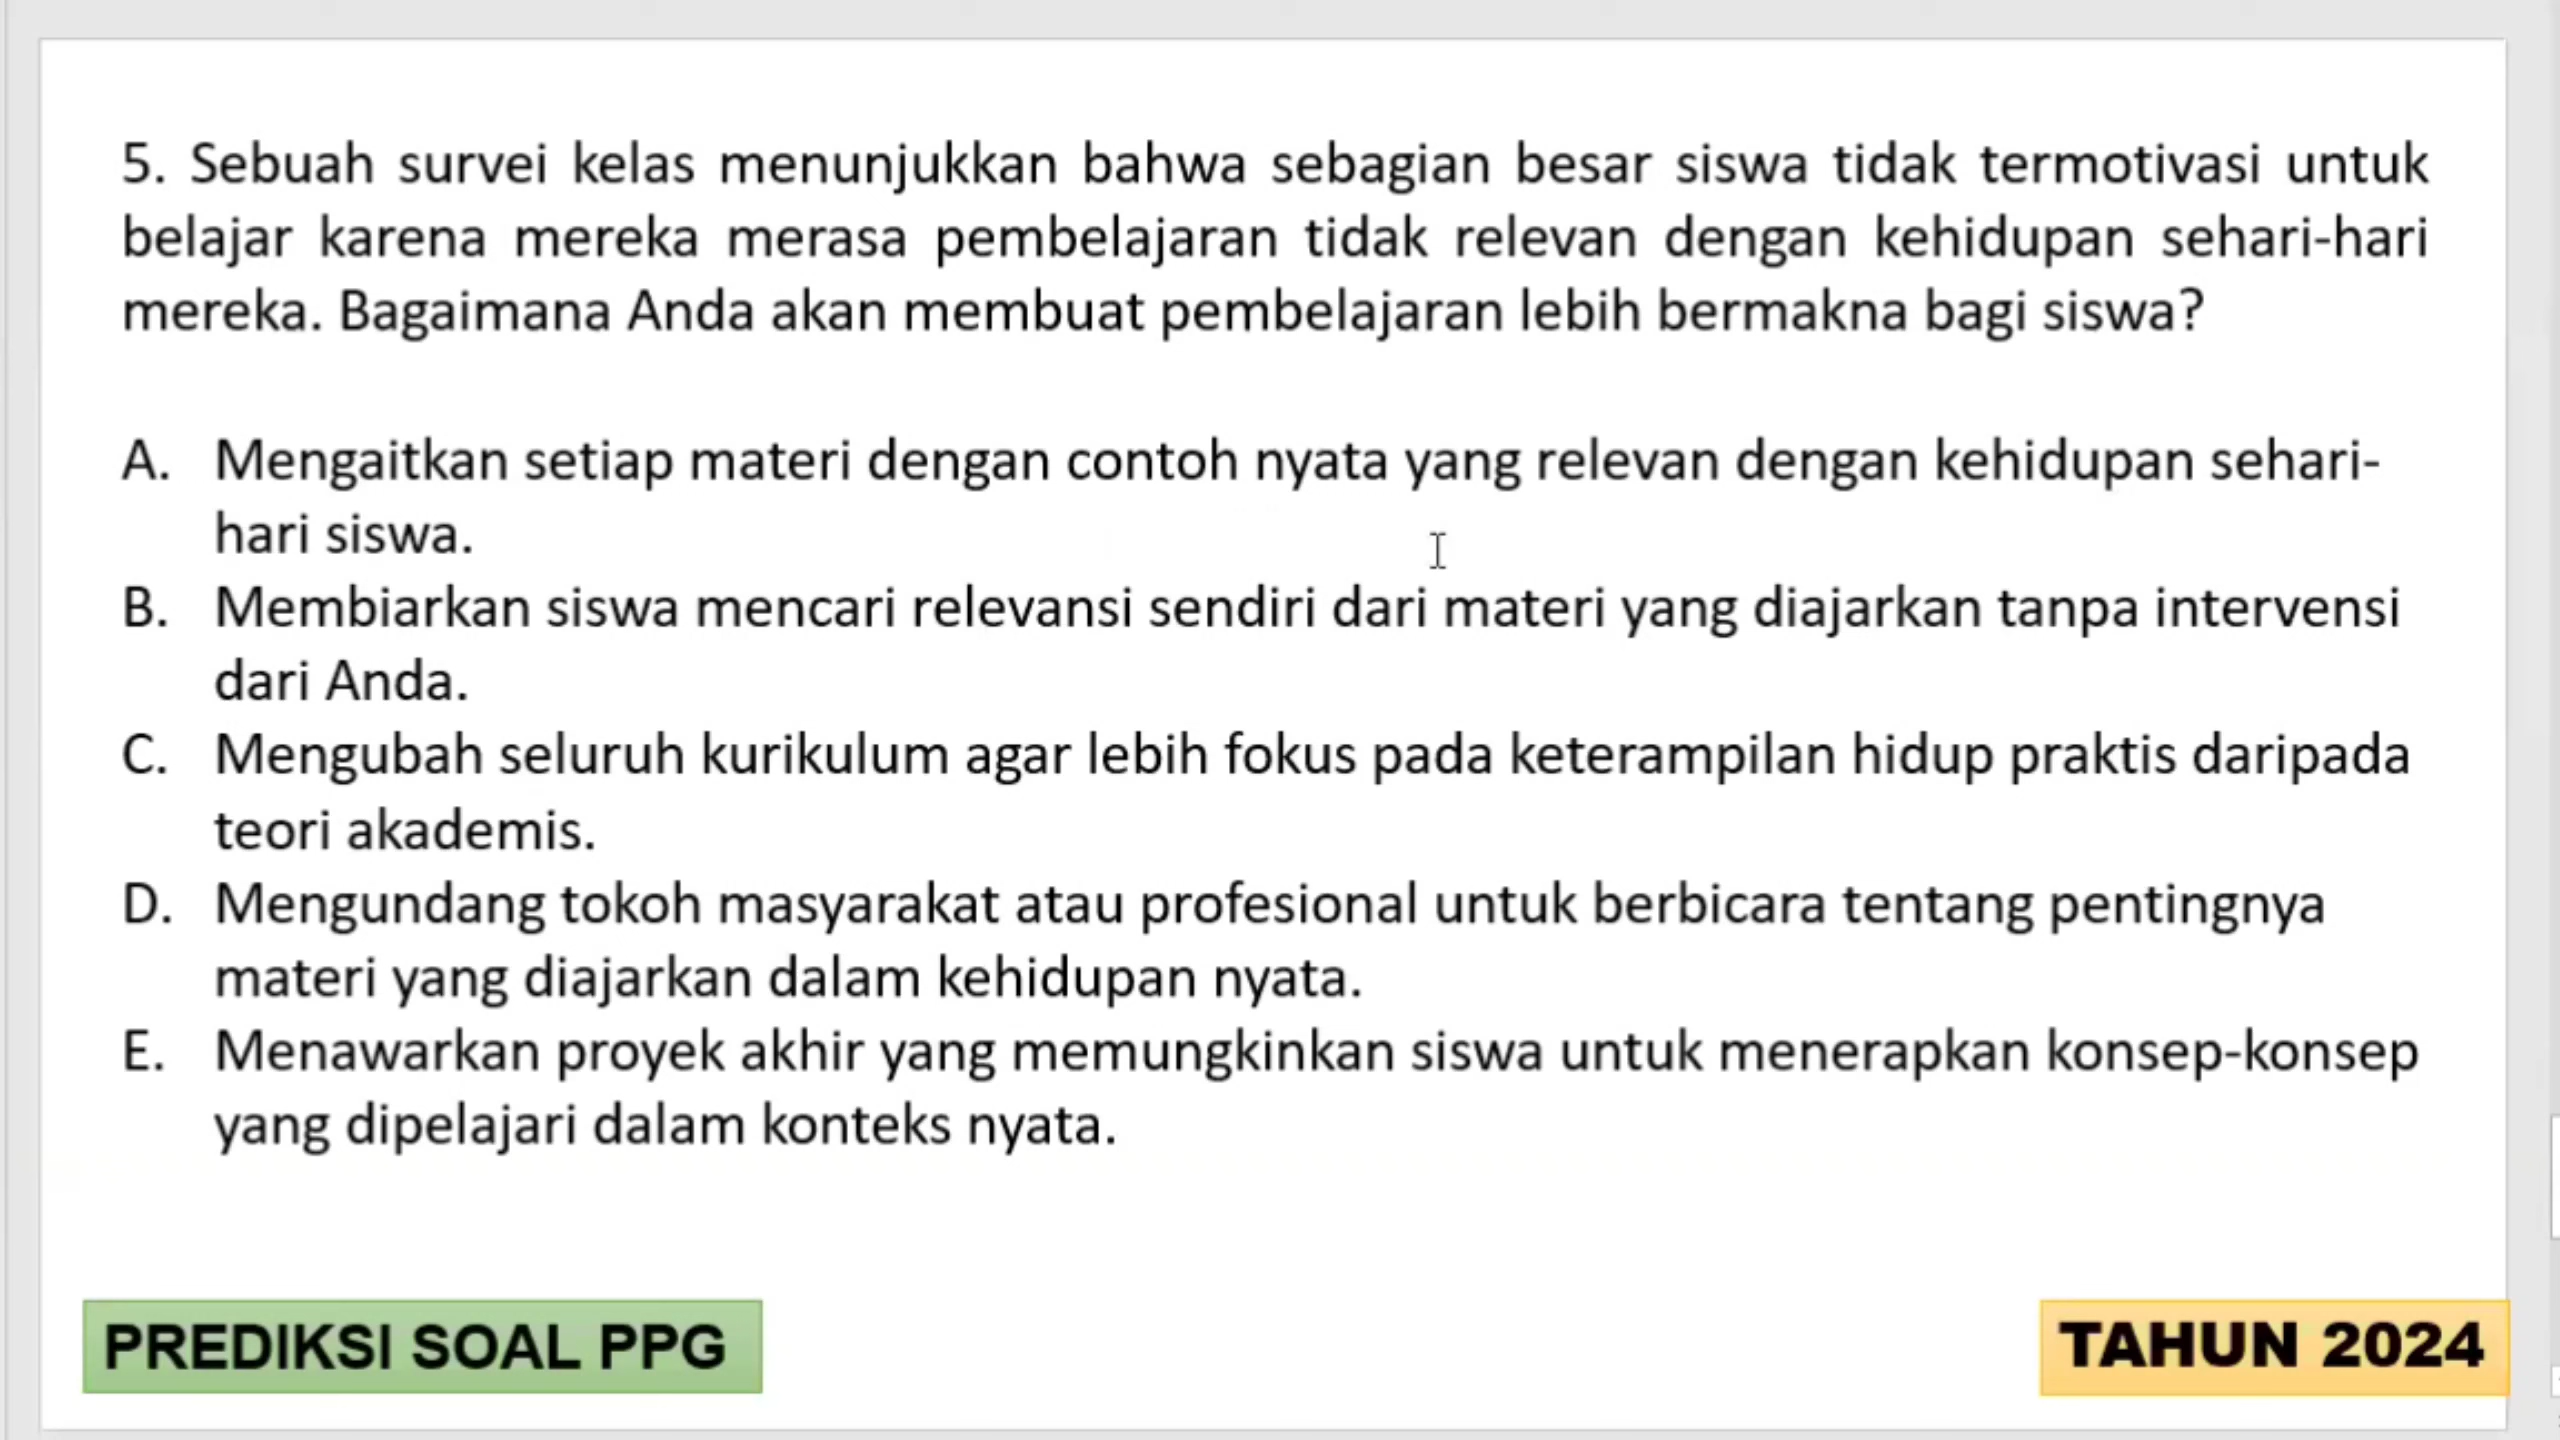 5. Sebuah survei kelas menunjukkan bahwa sebagian besar siswa tidak termotivasi untuk
belajar karena mereka merasa pembelajaran tidak relevan dengan kehidupan sehari-hari
mereka. Bagaimana Anda akan membuat pembelajaran lebih bermakna bagi siswa?
A. Mengaitkan setiap materi dengan contoh nyata yang relevan dengan kehidupan sehari-
hari siswa.
B. Membiarkan siswa mencari relevansi sendiri dari materi yang diajarkan tanpa intervensi
dari Anda.
C. Mengubah seluruh kurikulum agar lebih fokus pada keterampilan hidup praktis daripada
teori akademis.
D. Mengundang tokoh masyarakat atau profesional untuk berbicara tentang pentingnya
materi yang diajarkan dalam kehidupan nyata.
E. Menawarkan proyek akhir yang memungkinkan siswa untuk menerapkan konsep-konsep
yang dipelajari dalam konteks nyata.
PREDIKSI SOAL PPG
TAHUN 2024